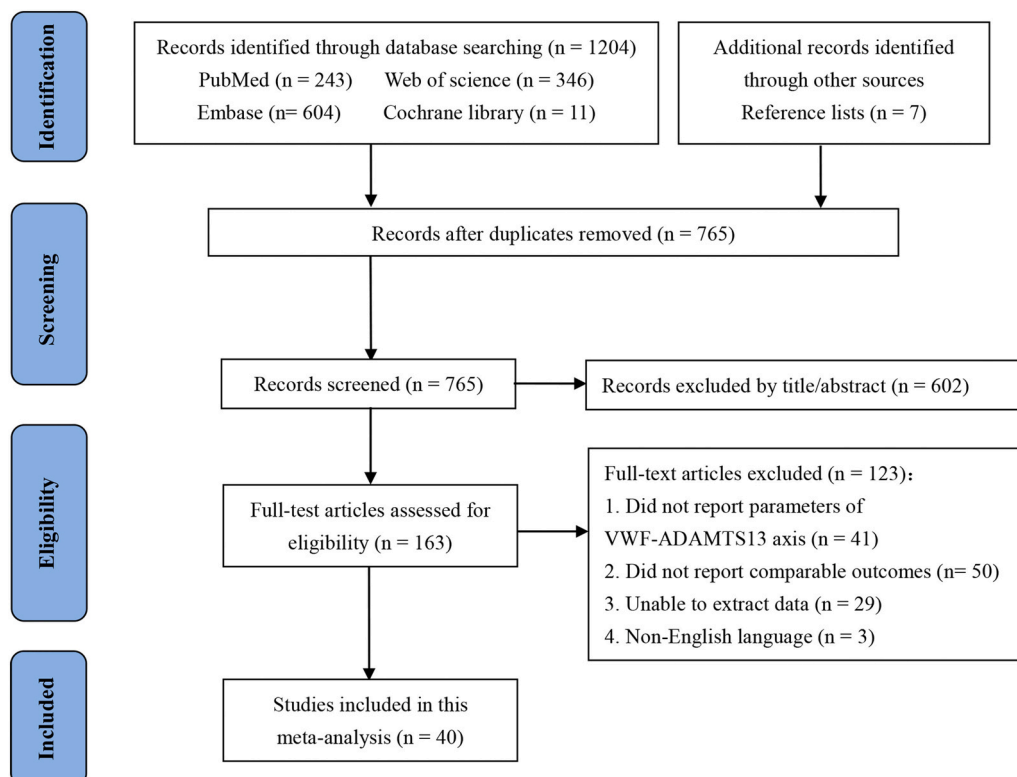 Identification
Records identified through database searching (n = 1204)
PubMed (n = 243) Web of science (n = 346)
Embase (n= 604) Cochrane library (n = 11)
Additional records identified
through other sources
Reference lists (n = 7)
Screening
Records after duplicates removed (n = 765)
Records screened (n = 765)
Records excluded by title/abstract (n = 602)
Eligibility
Full-test articles assessed for
eligibility (n = 163)
Full-text articles excluded (n = 123)：
1. Did not report parameters of
VWF-ADAMTS13 axis (n = 41)
2. Did not report comparable outcomes (n= 50)
3. Unable to extract data (n = 29)
4. Non-English language (n = 3)
Included
Studies included in this
meta-analysis (n = 40)